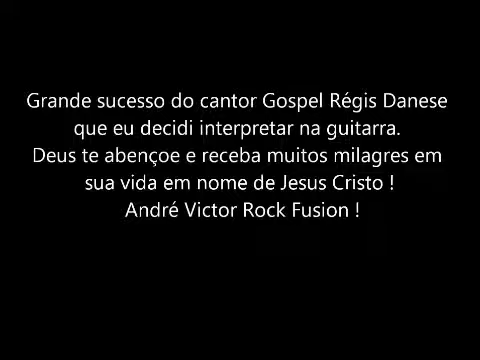 Grande sucesso do cantor Gospel Régis Danese
que eu decidi interpretar na guitarra.
Deus te abençoe e receba muitos milagres em
sua vida em nome de Jesus Cristo !
André Victor Rock Fusion !